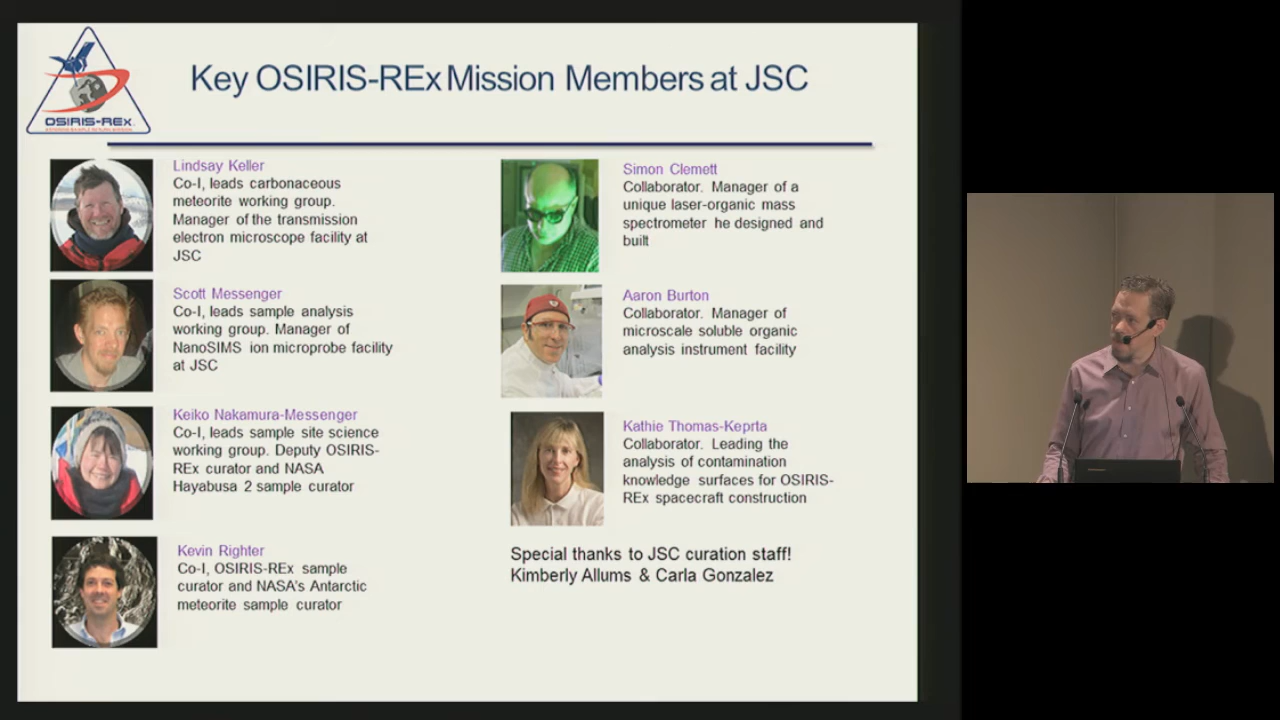 Key OSIRIS-REx Mission Members at JSC
OSIRIS-REx
Lindsay Keller
Co-I, leads carbonaceous
meteorite working group.
Manager of the transmission
electron microscope facility at
JSC
Scott Messenger
Co-I, leads sample analysis
working group. Manager of
NanoSIMS ion microprobe facility
at JSC
Keiko Nakamura-Messenger
Co-I, leads sample site science
working group. Deputy OSIRIS-
REx curator and NASA
Hayabusa 2 sample curator
Kevin Righter
Co-I, OSIRIS-REx sample
curator and NASA's Antarctic
meteorite sample curator
Simon Clemett
Collaborator. Manager of a
unique laser-organic mass
spectrometer he designed and
built
Aaron Burton
Collaborator. Manager of
microscale soluble organic
analysis instrument facility
Kathie Thomas-Keprta
Collaborator. Leading the
analysis of contamination
knowledge surfaces for OSIRIS-
REx spacecraft construction
Special thanks to JSC curation staff!
Kimberly Allums & Carla Gonzalez